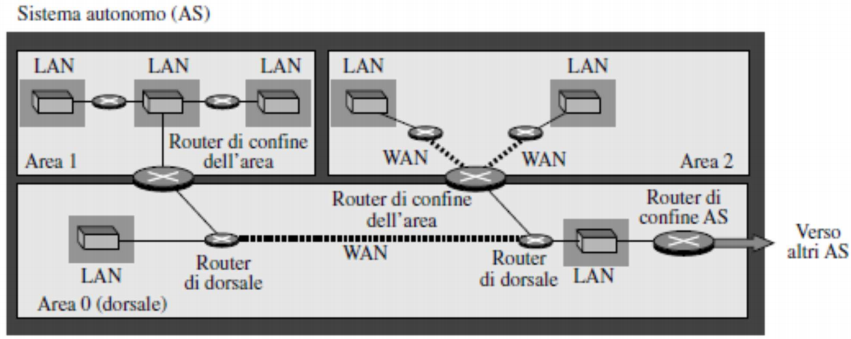 Sistema autonomo (AS)
LAN
LAN
LAN
Router di confine
dell'area
Area 1
LAN
LAN
WAN
WAN
Area 2
Router di confine
dell'area
Router di
confine AS
Verso
altri AS
LAN
Router
di dorsale
WAN
Router
di dorsale
LAN
Area 0 (dorsale)